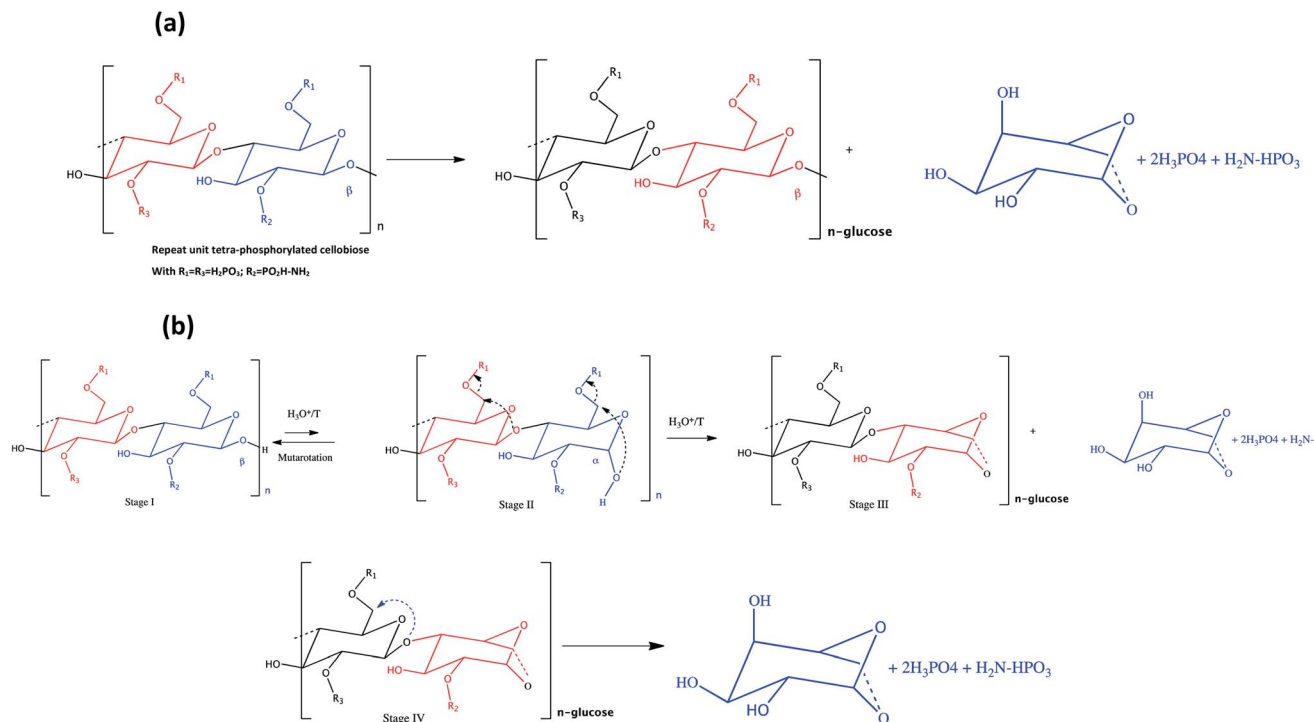 (a)
R₁
R₁
R₁
R₁
O
O
O
O
OH
O
O
O
O
O
O
O
O
O
+
+ 2H₃PO4 + H₂N-HPO₃
HO
O
HO
O
β
HO
O
HO
O
β
HO
HO
O
R₃
R₂
n
R₃
R₂
n-glucose
Repeat unit tetra-phosphorylated cellobiose
With R₁=R₃=H₂PO₃; R₂=PO₂H-NH₂
(b)
R₁
R₁
R₁
R₁
R₁
O
O
O
O
O
OH
O
O
H₃O⁺/T
O
O
H₃O⁺/T
O
O
O
O
O
H
Mutarotation
O
O
+
+ 2H₃PO4 + H₂N-
HO
O
HO
O
β
HO
O
HO
O
α
O
H
HO
O
HO
O
O
HO
HO
O
R₃
R₂
n
R₃
R₂
n
R₃
R₂
n-glucose
Stage I
Stage II
Stage III
R₁
O
OH
O
O
O
O
+ 2H₃PO4 + H₂N-HPO₃
HO
O
HO
O
O
HO
HO
O
R₃
R₂
Stage IV
n-glucose